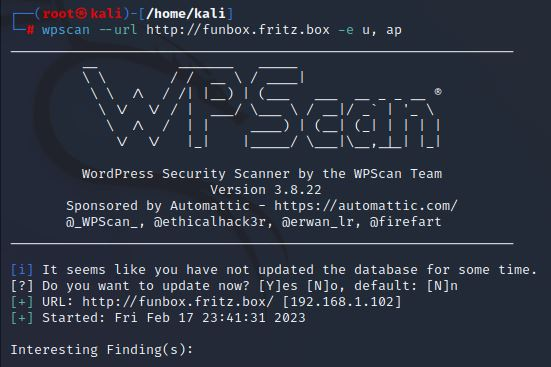 (root㉿kali)-[/home/kali]
# wpscan --url http://funbox.fritz.box -e u, ap
WPScan ®
WordPress Security Scanner by the WPScan Team
Version 3.8.22
Sponsored by Automattic - https://automattic.com/
@_WPScan_, @ethicalhack3r, @erwan_lr, @firefart
[i] It seems like you have not updated the database for some time.
[?] Do you want to update now? [Y]es [N]o, default: [N]n
[+] URL: http://funbox.fritz.box/ [192.168.1.102]
[+] Started: Fri Feb 17 23:41:31 2023
Interesting Finding(s):